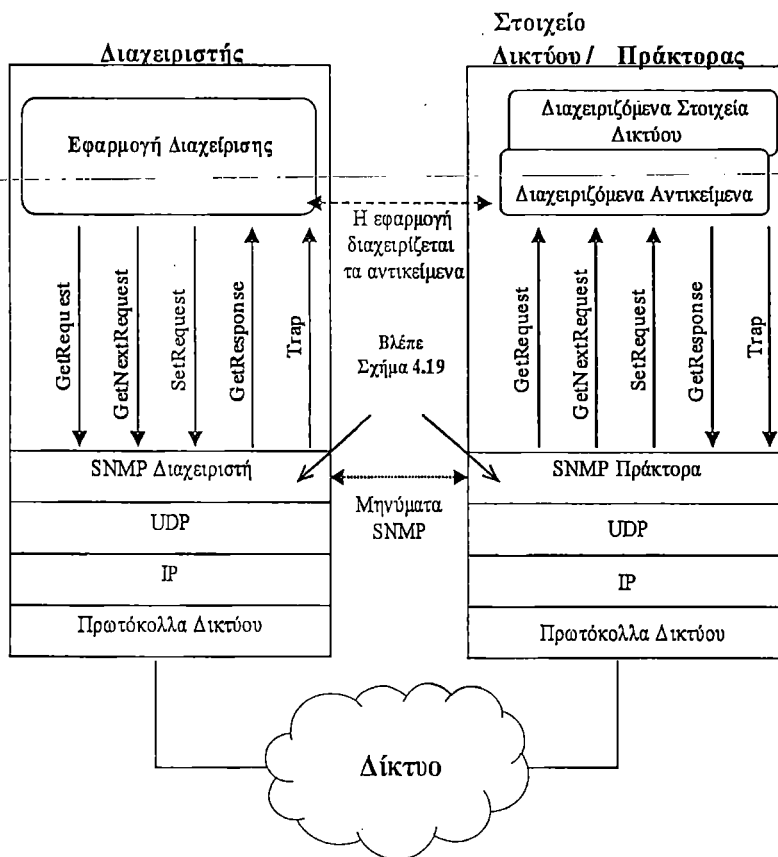 Διαχειριστής
Στοιχείο
Δικτύου / Πράκτορας
Εφαρμογή Διαχείρισης
Διαχειριζόμενα Στοιχεία
Δικτύου
Διαχειριζόμενα Αντικείμενα
Η εφαρμογή
διαχειρίζεται
τα αντικείμενα
GetRequest
GetNextRequest
SetRequest
GetResponse
Trap
Βλέπε
Σχήμα 4.19
GetRequest
GetNextRequest
SetRequest
GetResponse
Trap
SNMP Διαχειριστή
UDP
IP
Πρωτόκολλα Δικτύου
Μηνύματα
SNMP
SNMP Πράκτορα
UDP
IP
Πρωτόκολλα Δικτύου
Δίκτυο